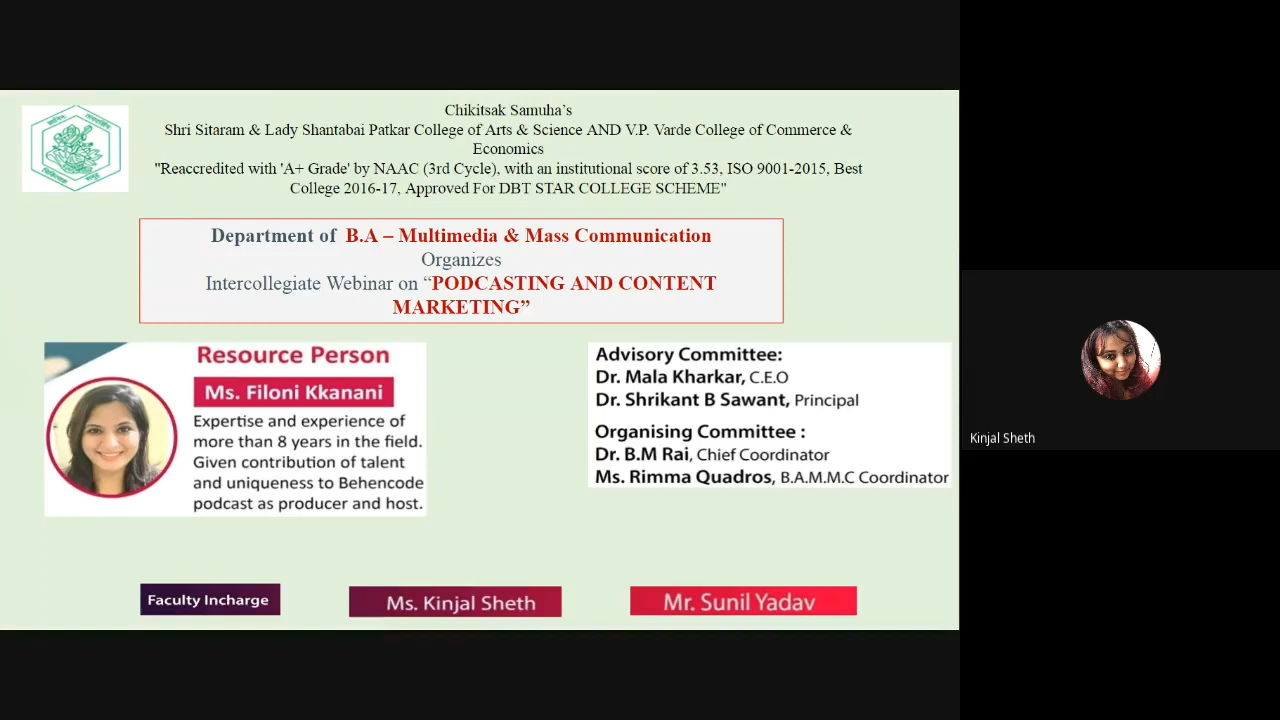 Chikitsak Samuha's
Shri Sitaram & Lady Shantabai Patkar College of Arts & Science AND V.P. Varde College of Commerce &
Economics
"Reaccredited with 'A+ Grade' by NAAC (3rd Cycle), with an institutional score of 3.53, ISO 9001-2015, Best
College 2016-17, Approved For DBT STAR COLLEGE SCHEME"
Department of B.A – Multimedia & Mass Communication
Organizes
Intercollegiate Webinar on “PODCASTING AND CONTENT
MARKETING”
Resource Person
Ms. Filoni Kkanani
Expertise and experience of
more than 8 years in the field.
Given contribution of talent
and uniqueness to Behencode
podcast as producer and host.
Advisory Committee:
Dr. Mala Kharkar, C.E.O
Dr. Shrikant B Sawant, Principal
Organising Committee :
Dr. B.M Rai, Chief Coordinator
Ms. Rimma Quadros, B.A.M.M.C Coordinator
Faculty Incharge
Ms. Kinjal Sheth
Mr. Sunil Yadav
Kinjal Sheth